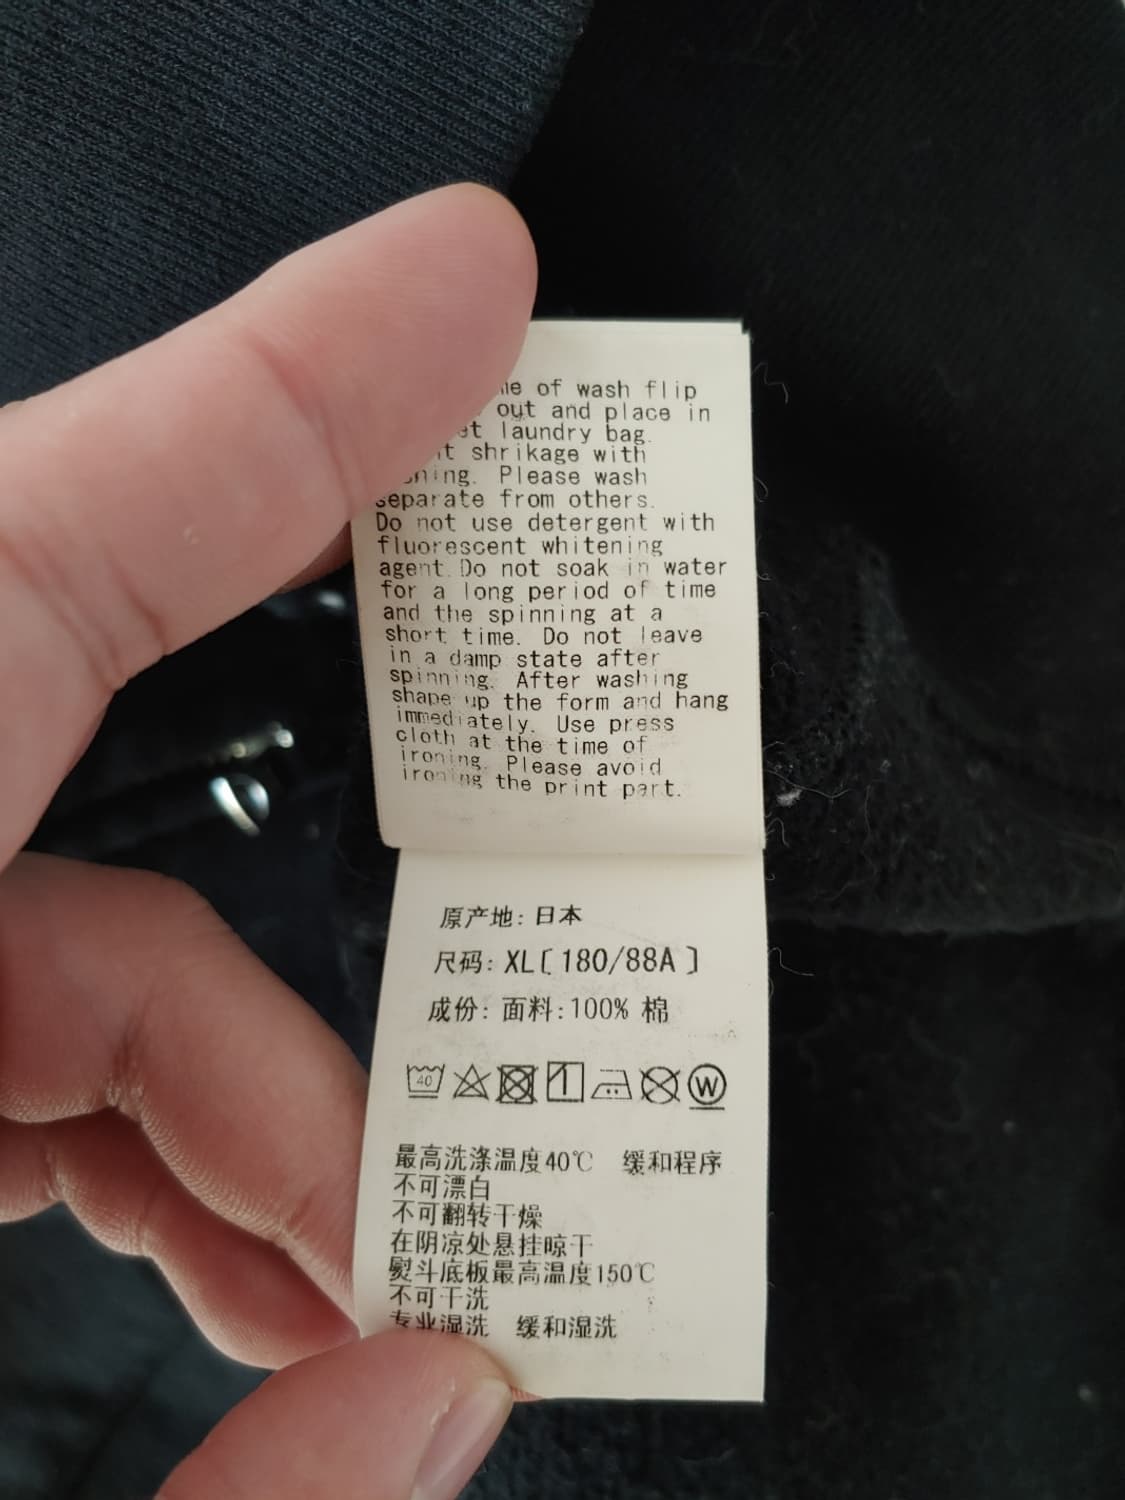 of wash flip
out and place in
laundry bag.
shrikage with
Please wash
separate from others.
Do not use detergent with
fluorescent whitening
agent. Do not soak in water
for a long period of time
and the spinning at a
short time. Do not leave
in a damp state after
spinning. After washing
shape up the form and hang
immediately. Use press
cloth at the time of
ironing. Please avoid
ironing the print part.
原产地: 日本
尺码: XL〔180/88A〕
成份: 面料:100% 棉
40 W
最高洗涤温度40℃ 缓和程序
不可漂白
不可翻转干燥
在阴凉处悬挂晾干
熨斗底板最高温度150℃
不可干洗
专业湿洗 缓和湿洗